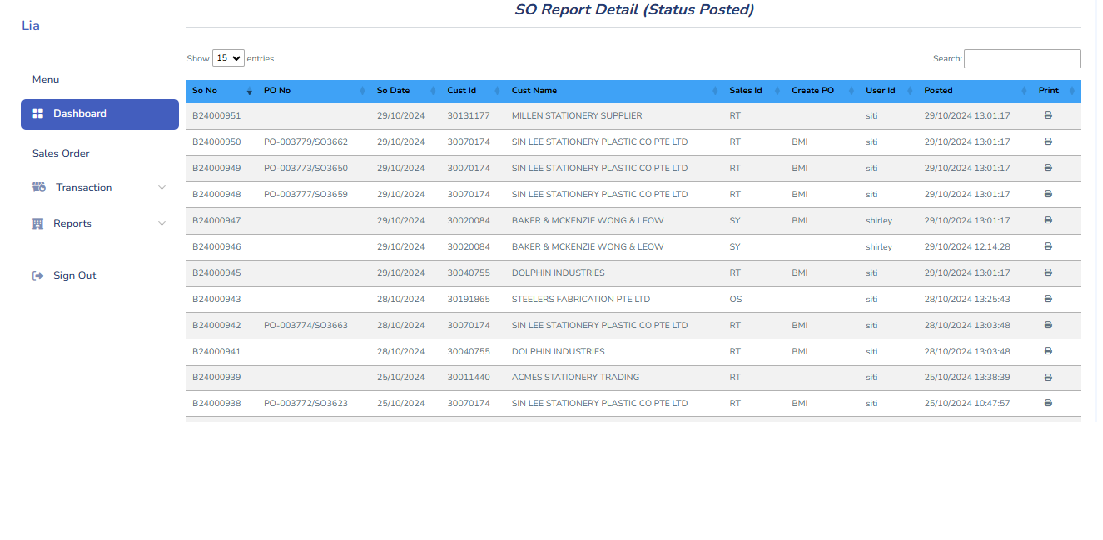 SO Report Detail (Status Posted)
Lia
Show 15 entries
Search:
Menu
Dashboard
Sales Order
Transaction
Reports
Sign Out
So No PO No So Date Cust Id Cust Name Sales Id Create PO User Id Posted Print
B24000951 29/10/2024 30131177 MILLEN STATIONERY SUPPLIER RT siti 29/10/2024 13:01:17
B24000950 PO-003779/SO3662 29/10/2024 30070174 SIN LEE STATIONERY PLASTIC CO PTE LTD RT BMI siti 29/10/2024 13:01:17
B24000949 PO-003773/SO3650 29/10/2024 30070174 SIN LEE STATIONERY PLASTIC CO PTE LTD RT BMI siti 29/10/2024 13:01:17
B24000948 PO-003777/SO3659 29/10/2024 30070174 SIN LEE STATIONERY PLASTIC CO PTE LTD RT BMI siti 29/10/2024 13:01:17
B24000947 29/10/2024 30020084 BAKER & MCKENZIE WONG & LEOW SY BMI shirley 29/10/2024 13:01:17
B24000946 29/10/2024 30020084 BAKER & MCKENZIE WONG & LEOW SY shirley 29/10/2024 12:14:28
B24000945 29/10/2024 30040755 DOLPHIN INDUSTRIES RT BMI siti 29/10/2024 13:01:17
B24000943 28/10/2024 30191865 STEELERS FABRICATION PTE LTD OS siti 28/10/2024 13:25:43
B24000942 PO-003774/SO3663 28/10/2024 30070174 SIN LEE STATIONERY PLASTIC CO PTE LTD RT BMI siti 28/10/2024 13:03:48
B24000941 28/10/2024 30040755 DOLPHIN INDUSTRIES RT BMI siti 28/10/2024 13:03:48
B24000939 25/10/2024 30011440 ACMES STATIONERY TRADING RT siti 25/10/2024 13:38:39
B24000938 PO-003772/SO3623 25/10/2024 30070174 SIN LEE STATIONERY PLASTIC CO PTE LTD RT BMI siti 25/10/2024 10:47:57